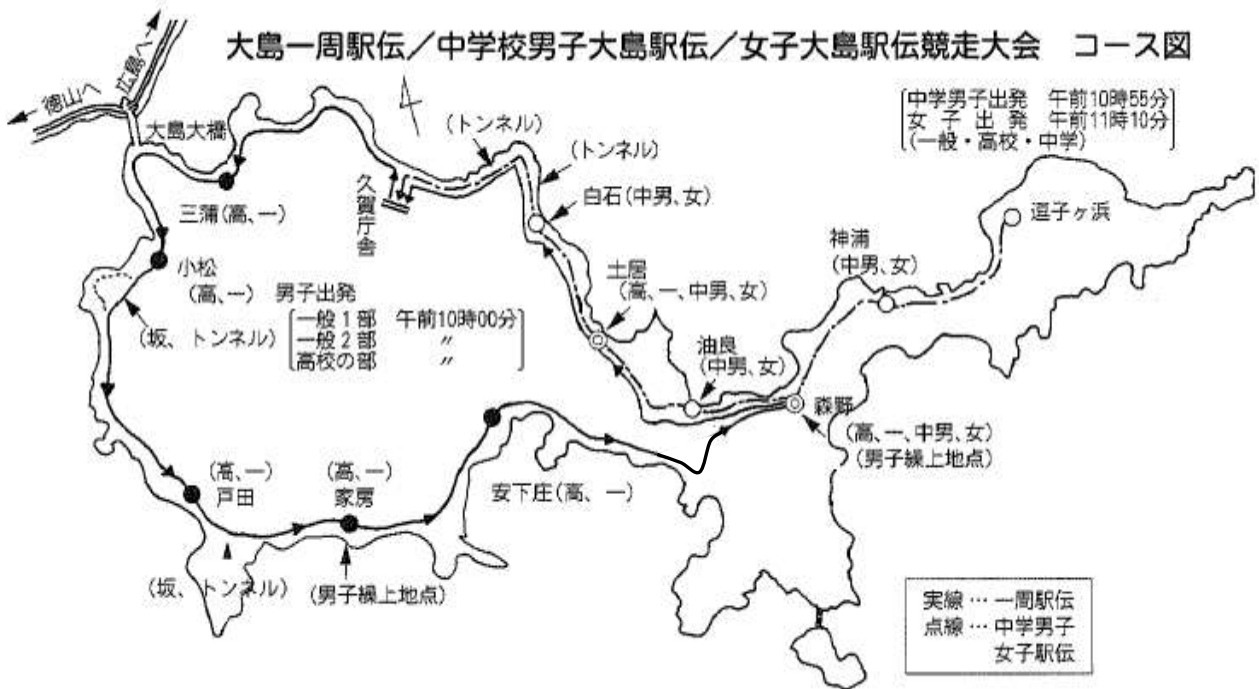 大島一周駅伝／中学校男子大島駅伝／女子大島駅伝競走大会　コース図
徳山へ
広島へ
大島大橋
中学男子出発　午前10時55分
女子出発　午前11時10分
(一般・高校・中学)
(トンネル)
(トンネル)
久賀庁舎
白石(中男、女)
逗子ヶ浜
三蒲(高、一)
神浦
(中男、女)
土居
(高、一、中男、女)
小松
(高、一)
男子出発
一般1部　午前10時00分
一般2部　〃
高校の部　〃
(坂、トンネル)
油良
(中男、女)
森野
(高、一、中男、女)
(男子繰上地点)
(高、一)
戸田
(高、一)
家房
安下庄(高、一)
(坂、トンネル)
(男子繰上地点)
実線…一周駅伝
点線…中学男子
女子駅伝